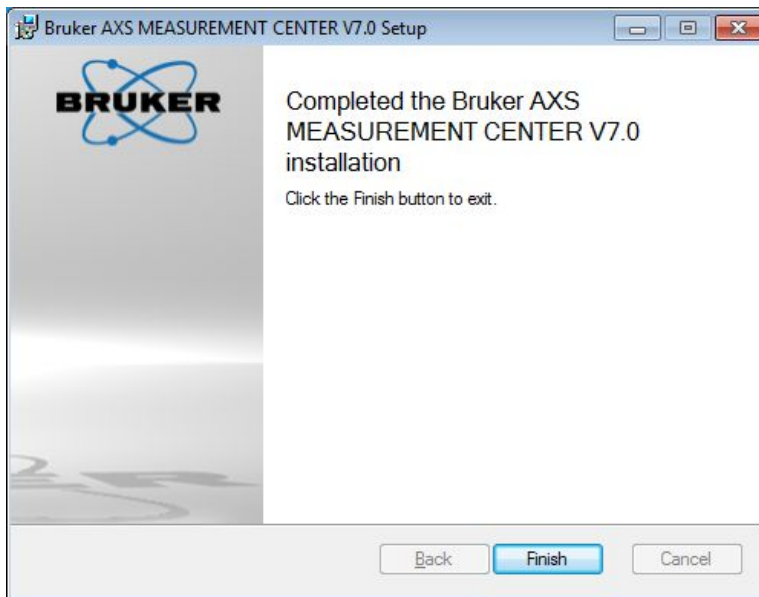 Bruker AXS MEASUREMENT CENTER V7.0 Setup
BRUKER
Completed the Bruker AXS
MEASUREMENT CENTER V7.0
installation
Click the Finish button to exit.
Back
Finish
Cancel